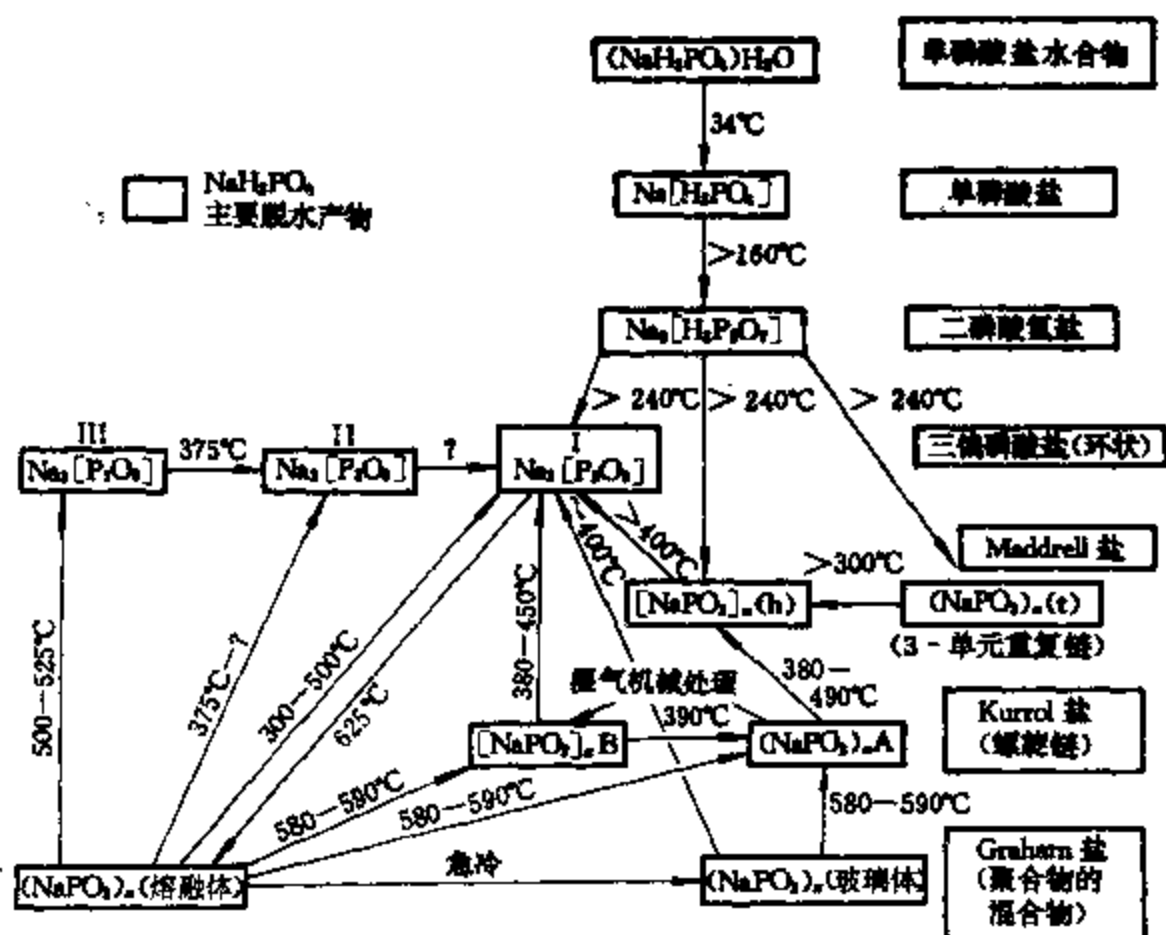 (NaH₂PO₄)H₂O
单磷酸盐水合物
34℃
NaH₂PO₄
主要脱水产物
Na[H₂PO₄]
单磷酸盐
>160℃
Na₂[H₂P₂O₇]
二磷酸氢盐
> 240℃
> 240℃
> 240℃
III
375℃
II
?
I
三偏磷酸盐(环状)
Na₃[P₃O₉]
Na₃[P₃O₉]
Na₃[P₃O₉]
400℃
>400℃
>300℃
Maddrell 盐
[NaPO₃]ₙ(h)
(NaPO₃)ₙ(t)
(3-单元重复链)
500—525℃
375℃—?
300—500℃
625℃
380—450℃
湿气机械处理
380—
490℃
390℃
Kurrol 盐
(螺旋链)
[NaPO₃]ₙB
(NaPO₃)ₙA
580—590℃
580—590℃
580—590℃
急冷
Graham 盐
(聚合物的
混合物)
(NaPO₃)ₙ(熔融体)
(NaPO₃)ₙ(玻璃体)